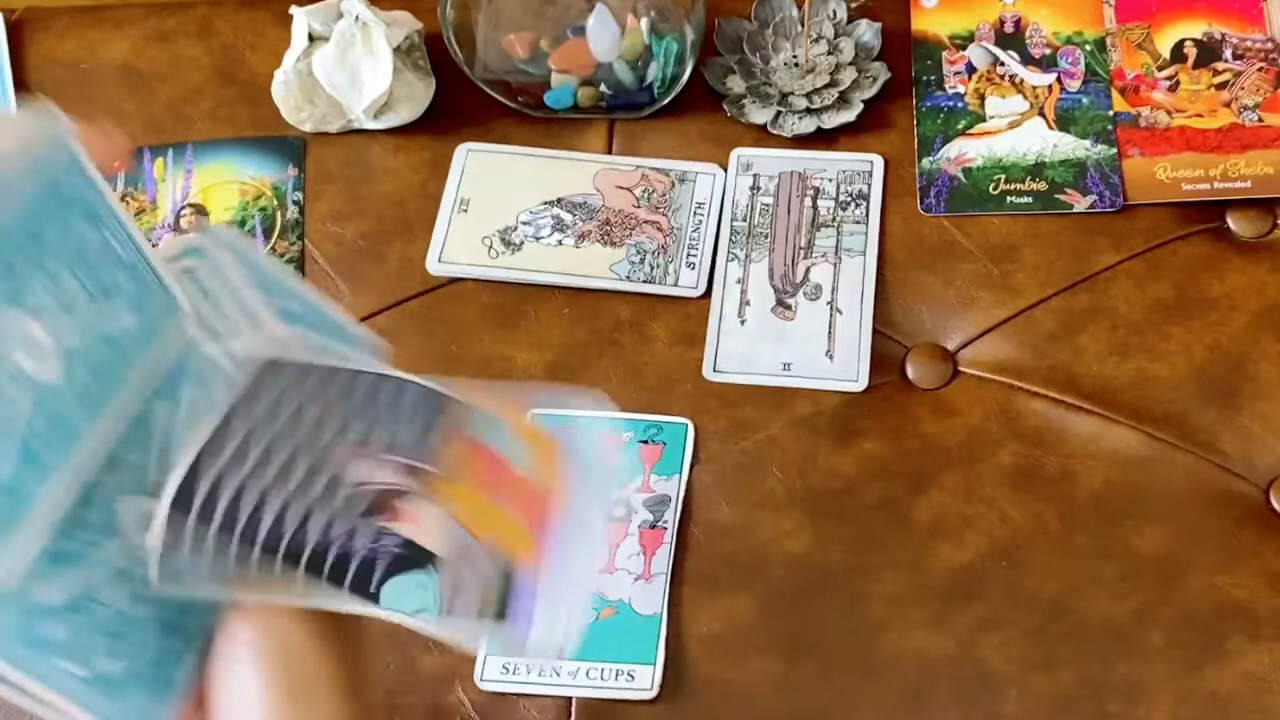 Jumbie
Masks
Queen of Sheba
Secrets Revealed
VIII
STRENGTH.
II
SEVEN of CUPS